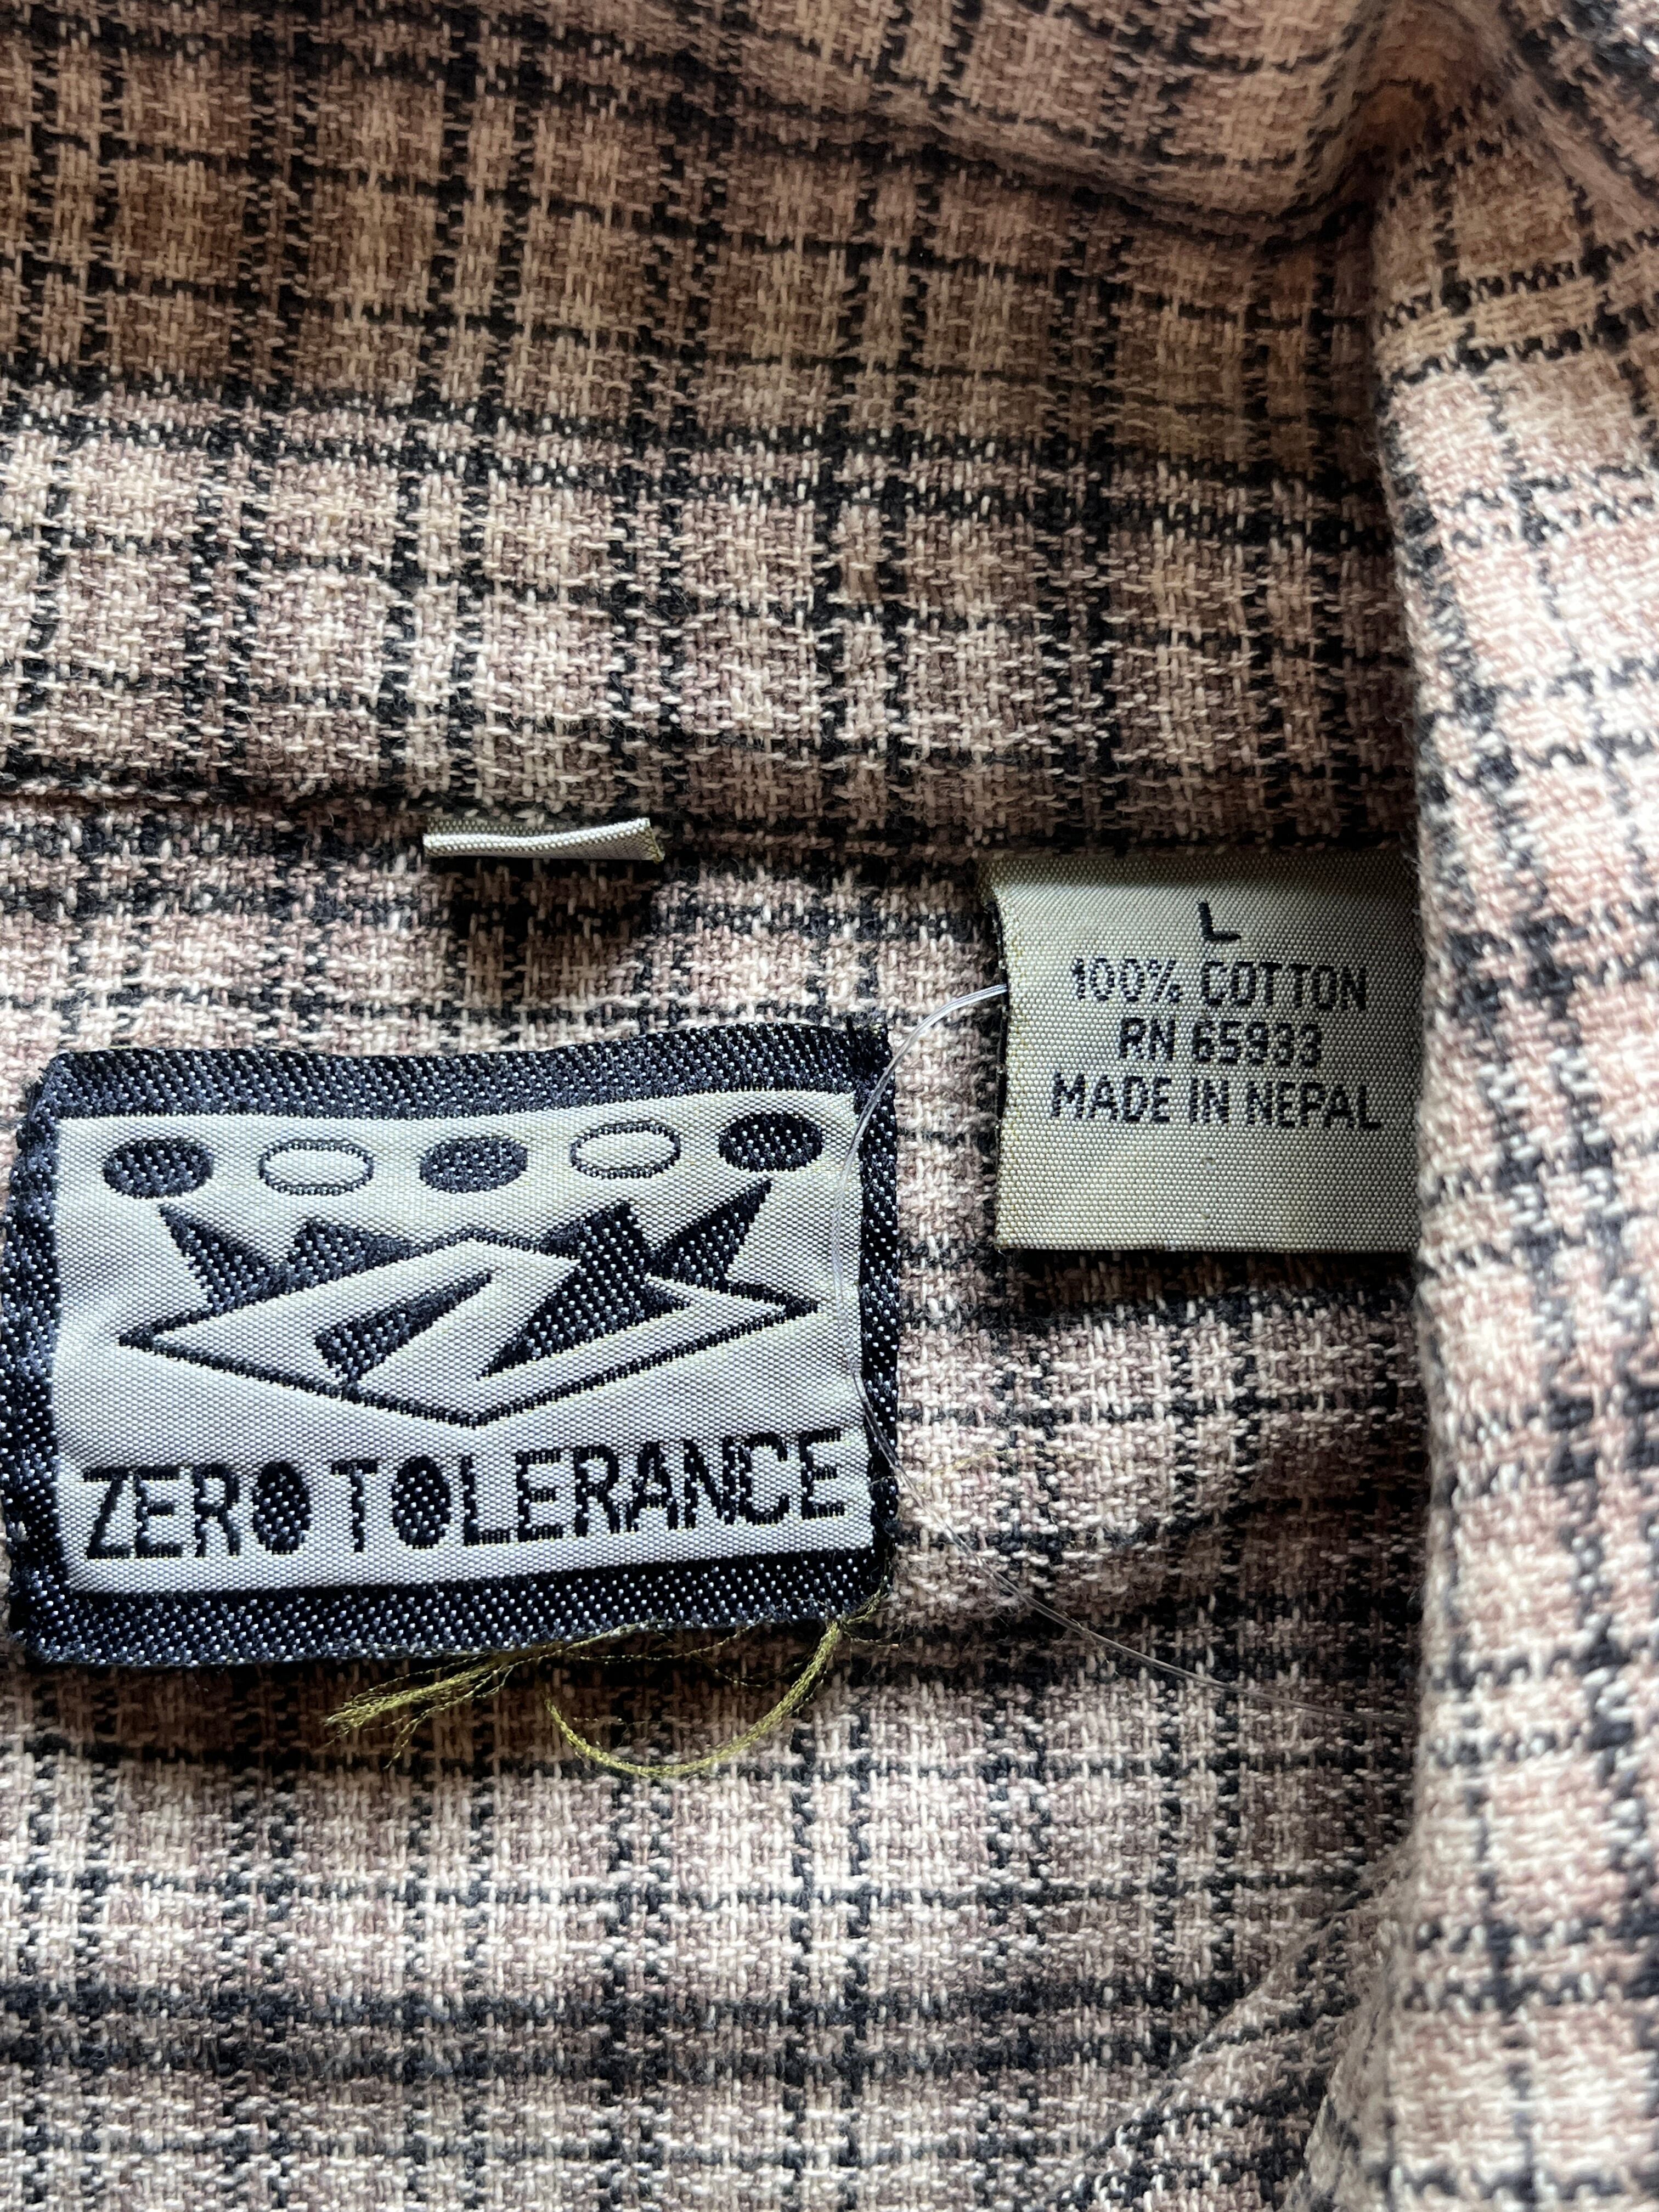 L
100% COTTON
RN 65933
MADE IN NEPAL
ZERO TOLERANCE